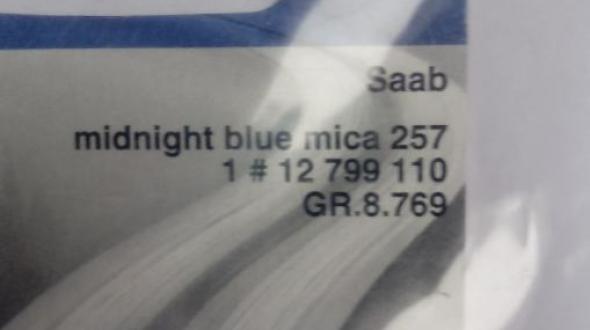 Saab
midnight blue mica 257
1 # 12 799 110
GR.8.769